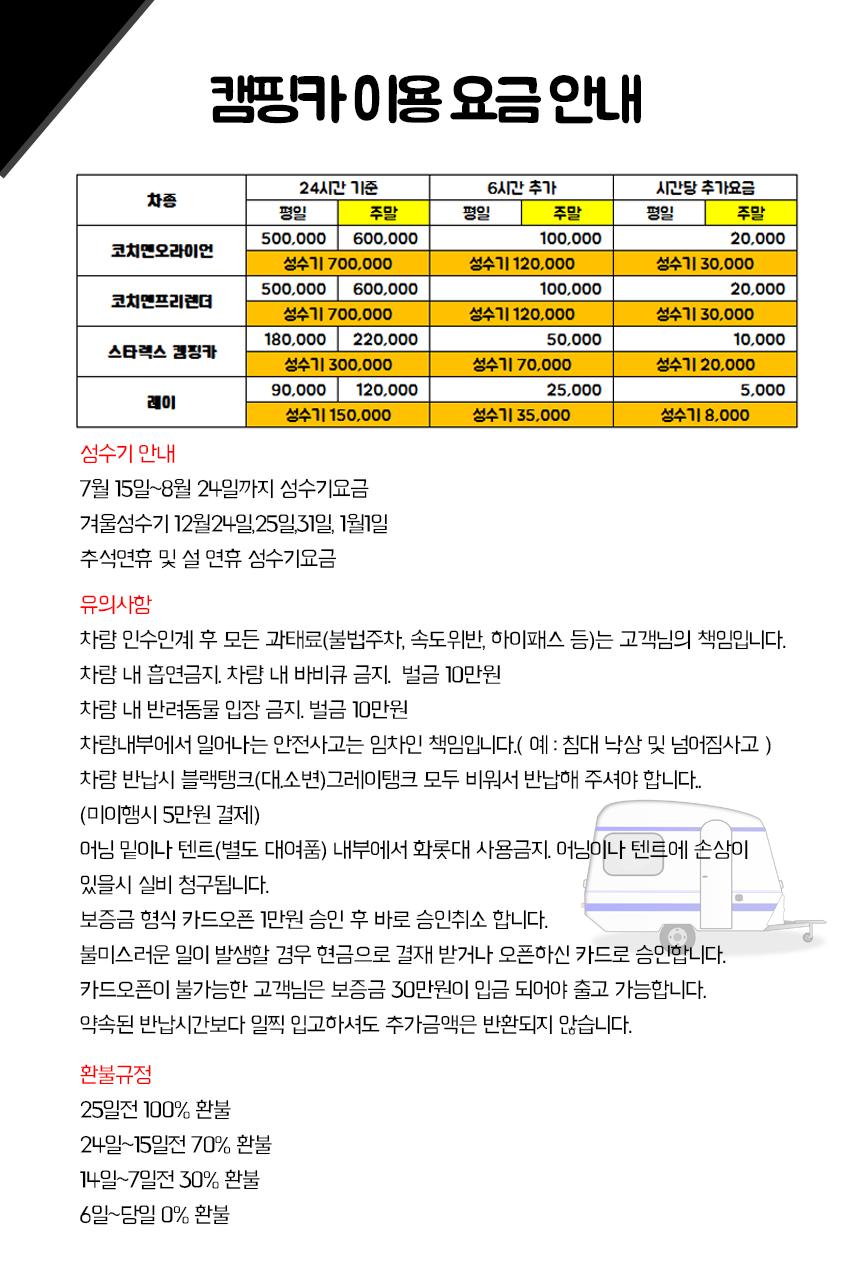 캠핑카 이용 요금 안내
차종 24시간 기준 6시간 추가 시간당 추가요금
평일 주말 평일 주말 평일 주말
코치멘오라이언 500,000 600,000 100,000 20,000
성수기 700,000 성수기 120,000 성수기 30,000
코치멘프리랜더 500,000 600,000 100,000 20,000
성수기 700,000 성수기 120,000 성수기 30,000
스타렉스 캠핑카 180,000 220,000 50,000 10,000
성수기 300,000 성수기 70,000 성수기 20,000
레이 90,000 120,000 25,000 5,000
성수기 150,000 성수기 35,000 성수기 8,000
성수기 안내
7월 15일~8월 24일까지 성수기요금
겨울성수기 12월24일,25일,31일, 1월1일
추석연휴 및 설 연휴 성수기요금
유의사항
차량 인수인계 후 모든 과태료(불법주차, 속도위반, 하이패스 등)는 고객님의 책임입니다.
차량 내 흡연금지. 차량 내 바비큐 금지. 벌금 10만원
차량 내 반려동물 입장 금지. 벌금 10만원
차량내부에서 일어나는 안전사고는 임차인 책임입니다.( 예 : 침대 낙상 및 넘어짐사고 )
차량 반납시 블랙탱크(대.소변)그레이탱크 모두 비워서 반납해 주셔야 합니다..
(미이행시 5만원 결제)
어닝 밑이나 텐트(별도 대여품) 내부에서 화롯대 사용금지. 어닝이나 텐트에 손상이
있을시 실비 청구됩니다.
보증금 형식 카드오픈 1만원 승인 후 바로 승인취소 합니다.
불미스러운 일이 발생할 경우 현금으로 결재 받거나 오픈하신 카드로 승인합니다.
카드오픈이 불가능한 고객님은 보증금 30만원이 입금 되어야 출고 가능합니다.
약속된 반납시간보다 일찍 입고하셔도 추가금액은 반환되지 않습니다.
환불규정
25일전 100% 환불
24일~15일전 70% 환불
14일~7일전 30% 환불
6일~당일 0% 환불